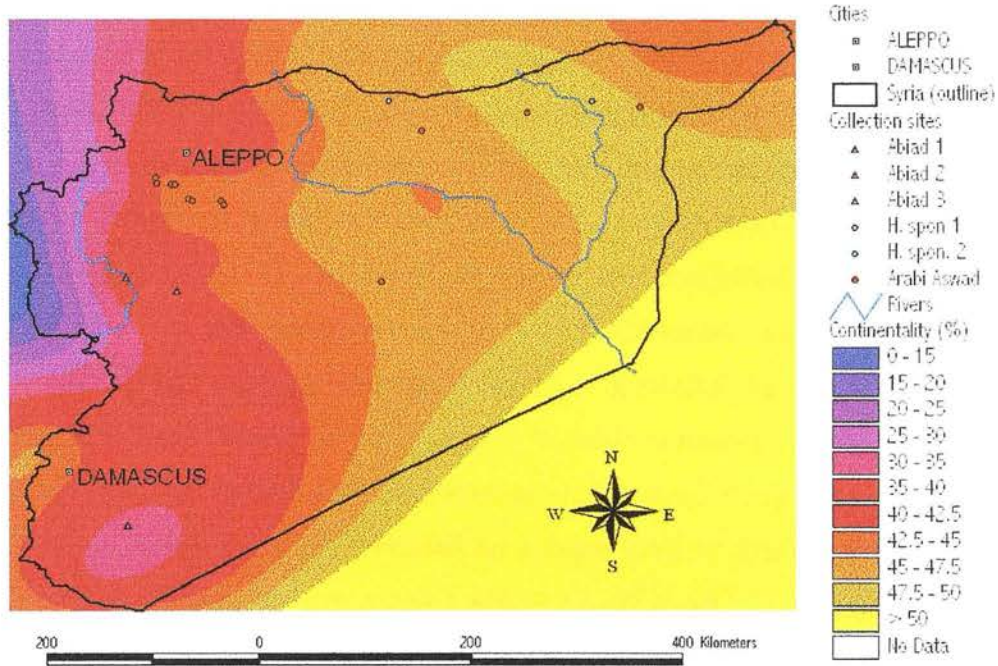 ALEPPO
DAMASCUS
N
W E
S
200 0 200 400 Kilometers
Cities
ALEPPO
DAMASCUS
Syria (outline)
Collection sites
Abiad 1
Abiad 2
Abiad 3
H. spon 1
H. spon. 2
Arabi Aswad
Rivers
Continentality (%)
0 - 15
15 - 20
20 - 25
25 - 30
30 - 35
35 - 40
40 - 42.5
42.5 - 45
45 - 47.5
47.5 - 50
> 50
No Data